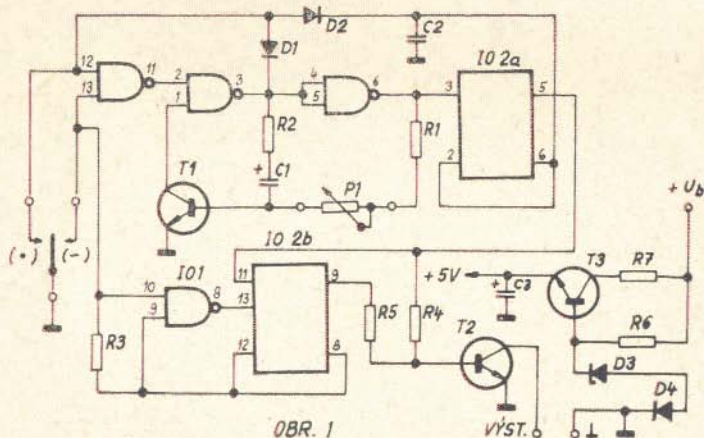 D2
C2
D1
IO 2a
12
13
11
2
1
3
4
5
6
3
5
2
6
R2
R1
+
C1
T1
P1
+ Ub
(+)
(-)
IO 2b
T3
R7
+5V
+
C3
IO1
10
9
8
11
13
12
9
8
R5
R4
R6
R3
T2
D3
D4
OBR. 1
VÝST.
⊥